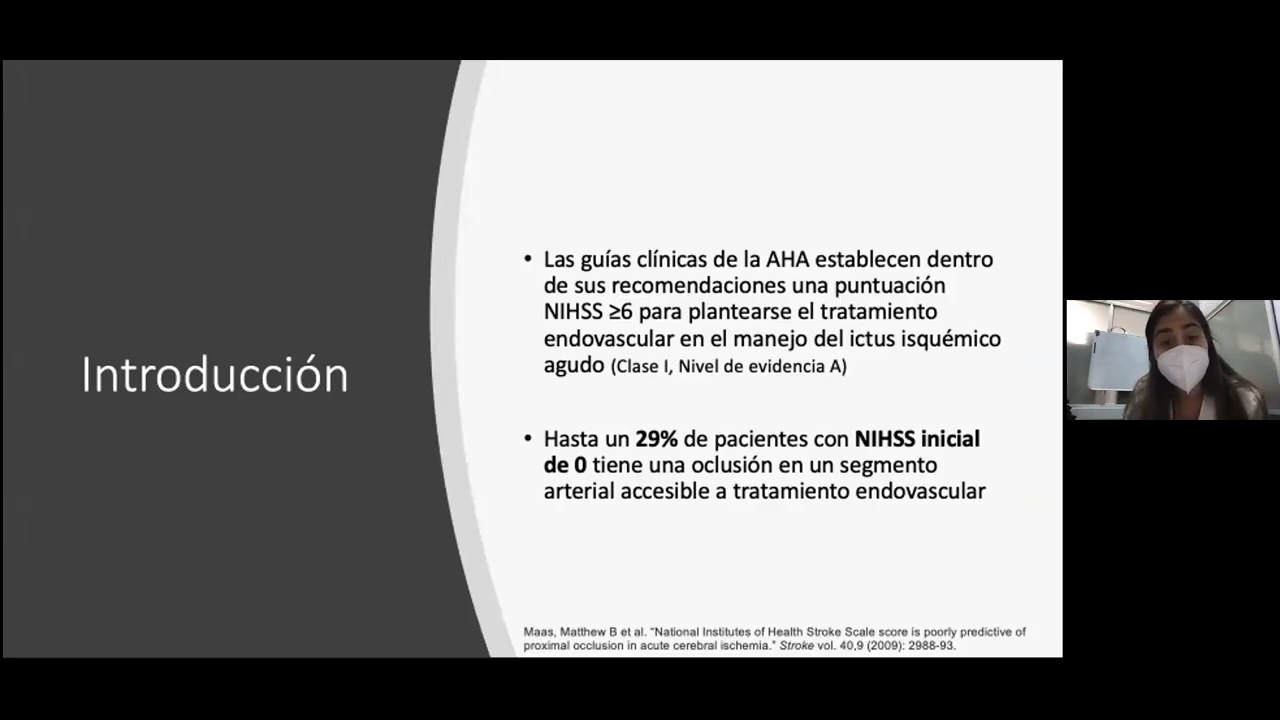 Introducción
• Las guías clínicas de la AHA establecen dentro
de sus recomendaciones una puntuación
NIHSS ≥6 para plantearse el tratamiento
endovascular en el manejo del ictus isquémico
agudo (Clase I, Nivel de evidencia A)
• Hasta un 29% de pacientes con NIHSS inicial
de 0 tiene una oclusión en un segmento
arterial accesible a tratamiento endovascular
Maas, Matthew B et al. “National Institutes of Health Stroke Scale score is poorly predictive of
proximal occlusion in acute cerebral ischemia.” Stroke vol. 40,9 (2009): 2988-93.